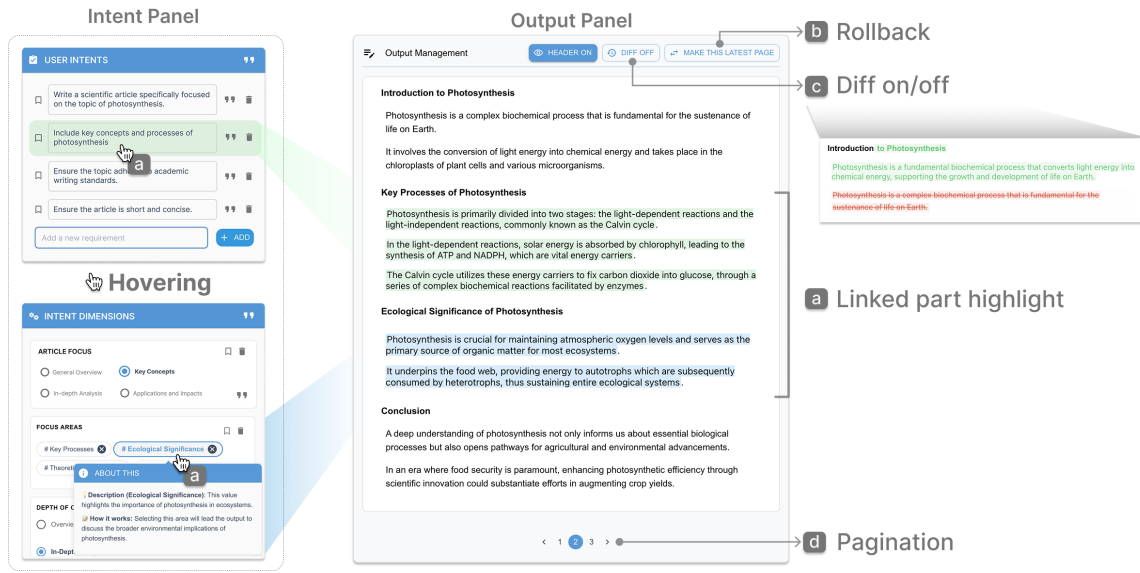 Intent Panel
USER INTENTS
Write a scientific article specifically focused
on the topic of photosynthesis.
Include key concepts and processes of
photosynthesis
a
Ensure the topic adh to academic
writing standards.
Ensure the article is short and concise.
Add a new requirement
+ ADD
Hovering
INTENT DIMENSIONS
ARTICLE FOCUS
General Overview
Key Concepts
In-depth Analysis
Applications and Impacts
FOCUS AREAS
# Key Processes
# Ecological Significance
# Theoreti
a
ABOUT THIS
Description (Ecological Significance): This value
highlights the importance of photosynthesis in ecosystems.
How it works: Selecting this area will lead the output to
discuss the broader environmental implications of
photosynthesis.
DEPTH OF C
Overvie
In-Dept
Output Panel
Output Management
HEADER ON
DIFF OFF
MAKE THIS LATEST PAGE
Introduction to Photosynthesis
Photosynthesis is a complex biochemical process that is fundamental for the sustenance of
life on Earth.
It involves the conversion of light energy into chemical energy and takes place in the
chloroplasts of plant cells and various microorganisms.
Key Processes of Photosynthesis
Photosynthesis is primarily divided into two stages: the light-dependent reactions and the
light-independent reactions, commonly known as the Calvin cycle.
In the light-dependent reactions, solar energy is absorbed by chlorophyll, leading to the
synthesis of ATP and NADPH, which are vital energy carriers.
The Calvin cycle utilizes these energy carriers to fix carbon dioxide into glucose, through a
series of complex biochemical reactions facilitated by enzymes.
Ecological Significance of Photosynthesis
Photosynthesis is crucial for maintaining atmospheric oxygen levels and serves as the
primary source of organic matter for most ecosystems.
It underpins the food web, providing energy to autotrophs which are subsequently
consumed by heterotrophs, thus sustaining entire ecological systems.
Conclusion
A deep understanding of photosynthesis not only informs us about essential biological
processes but also opens pathways for agricultural and environmental advancements.
In an era where food security is paramount, enhancing photosynthetic efficiency through
scientific innovation could substantiate efforts in augmenting crop yields.
< 1 2 3 >
b Rollback
c Diff on/off
Introduction to Photosynthesis
Photosynthesis is a fundamental biochemical process that converts light energy into
chemical energy, supporting the growth and development of life on Earth.
Photosynthesis is a complex biochemical process that is fundamental for the
sustenance of life on Earth.
a Linked part highlight
d Pagination